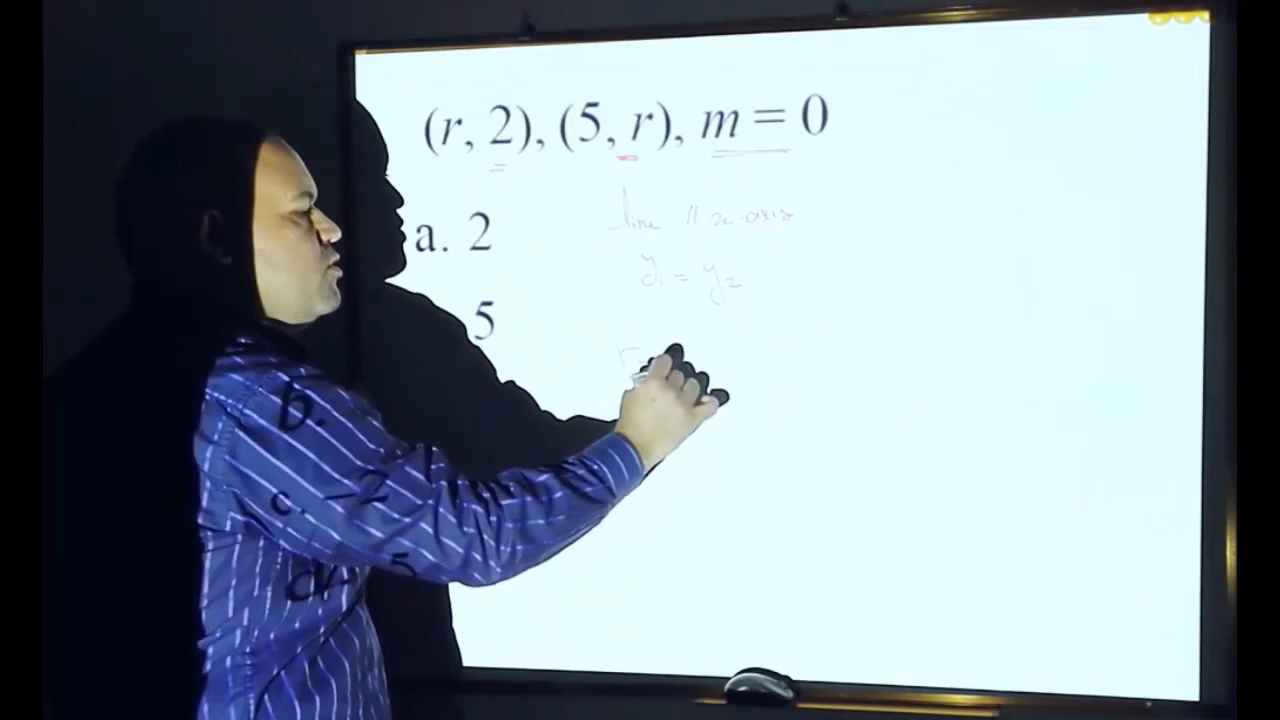 (r, 2), (5, r), m = 0
line // x-axis
a. 2
y₁ = y₂
b. 5
r
c. -2
d. -5